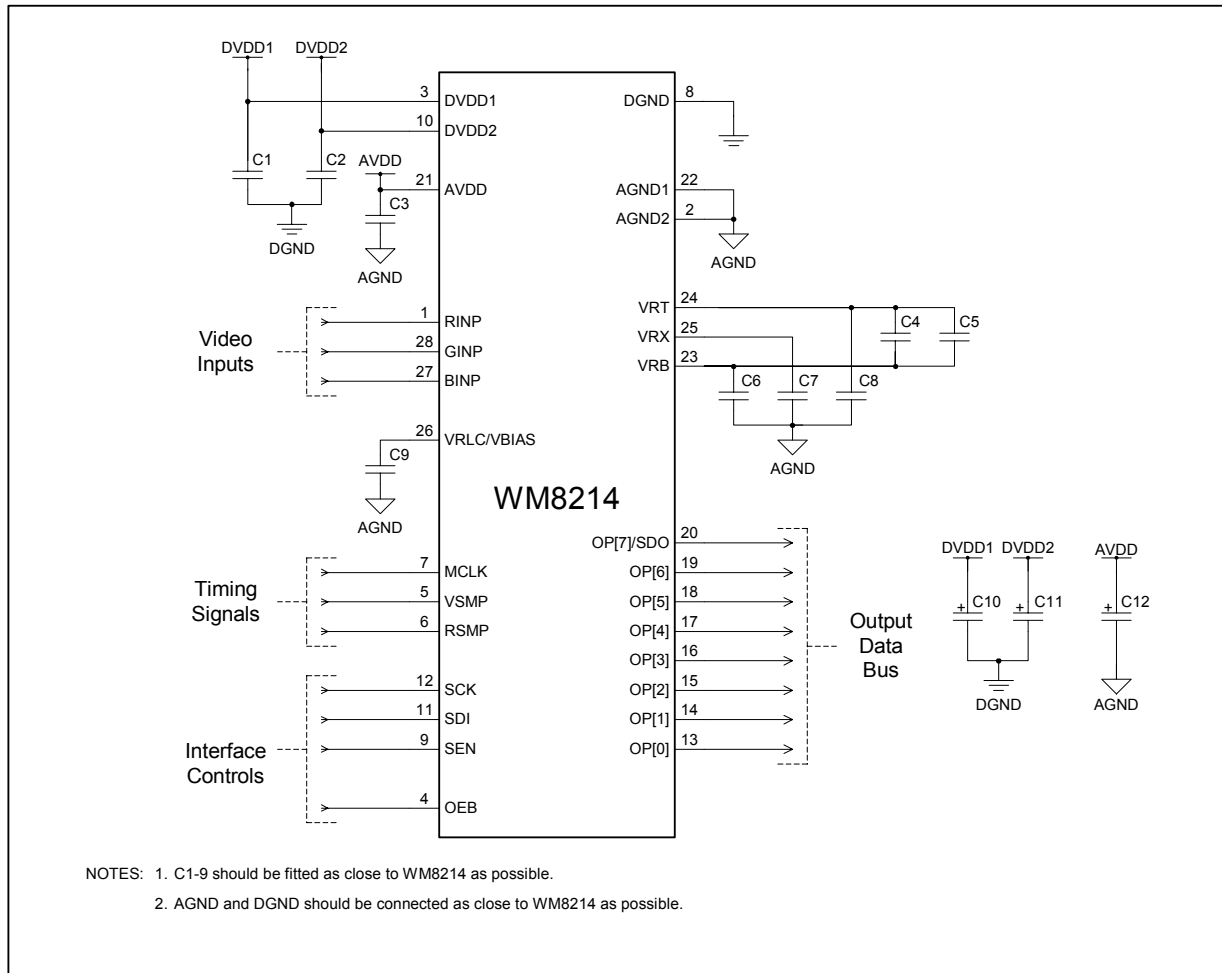 DVDD1 DVDD2
3 DVDD1
10 DVDD2
C1 C2
DGND
AVDD
21 AVDD
C3
AGND
DGND 8
AGND1 22
AGND2 2
AGND
Video
Inputs
1 RINP
28 GINP
27 BINP
VRT 24
VRX 25
VRB 23
C4 C5
C6 C7 C8
AGND
26 VRLC/VBIAS
C9
AGND
WM8214
Timing
Signals
7 MCLK
5 VSMP
6 RSMP
Interface
Controls
12 SCK
11 SDI
9 SEN
4 OEB
OP[7]/SDO 20
OP[6] 19
OP[5] 18
OP[4] 17
OP[3] 16
OP[2] 15
OP[1] 14
OP[0] 13
Output
Data
Bus
DVDD1 DVDD2 AVDD
+ C10 + C11 + C12
DGND AGND
NOTES: 1. C1-9 should be fitted as close to WM8214 as possible.
2. AGND and DGND should be connected as close to WM8214 as possible.